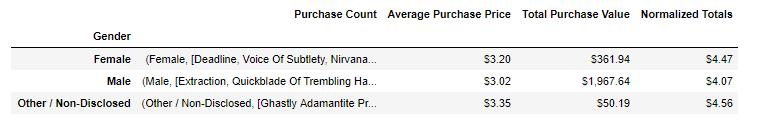 Purchase Count Average Purchase Price Total Purchase Value Normalized Totals
Gender
Female (Female, [Deadline, Voice Of Subtlety, Nirvana... $3.20 $361.94 $4.47
Male (Male, [Extraction, Quickblade Of Trembling Ha... $3.02 $1,967.64 $4.07
Other / Non-Disclosed (Other / Non-Disclosed, [Ghastly Adamantite Pr... $3.35 $50.19 $4.56